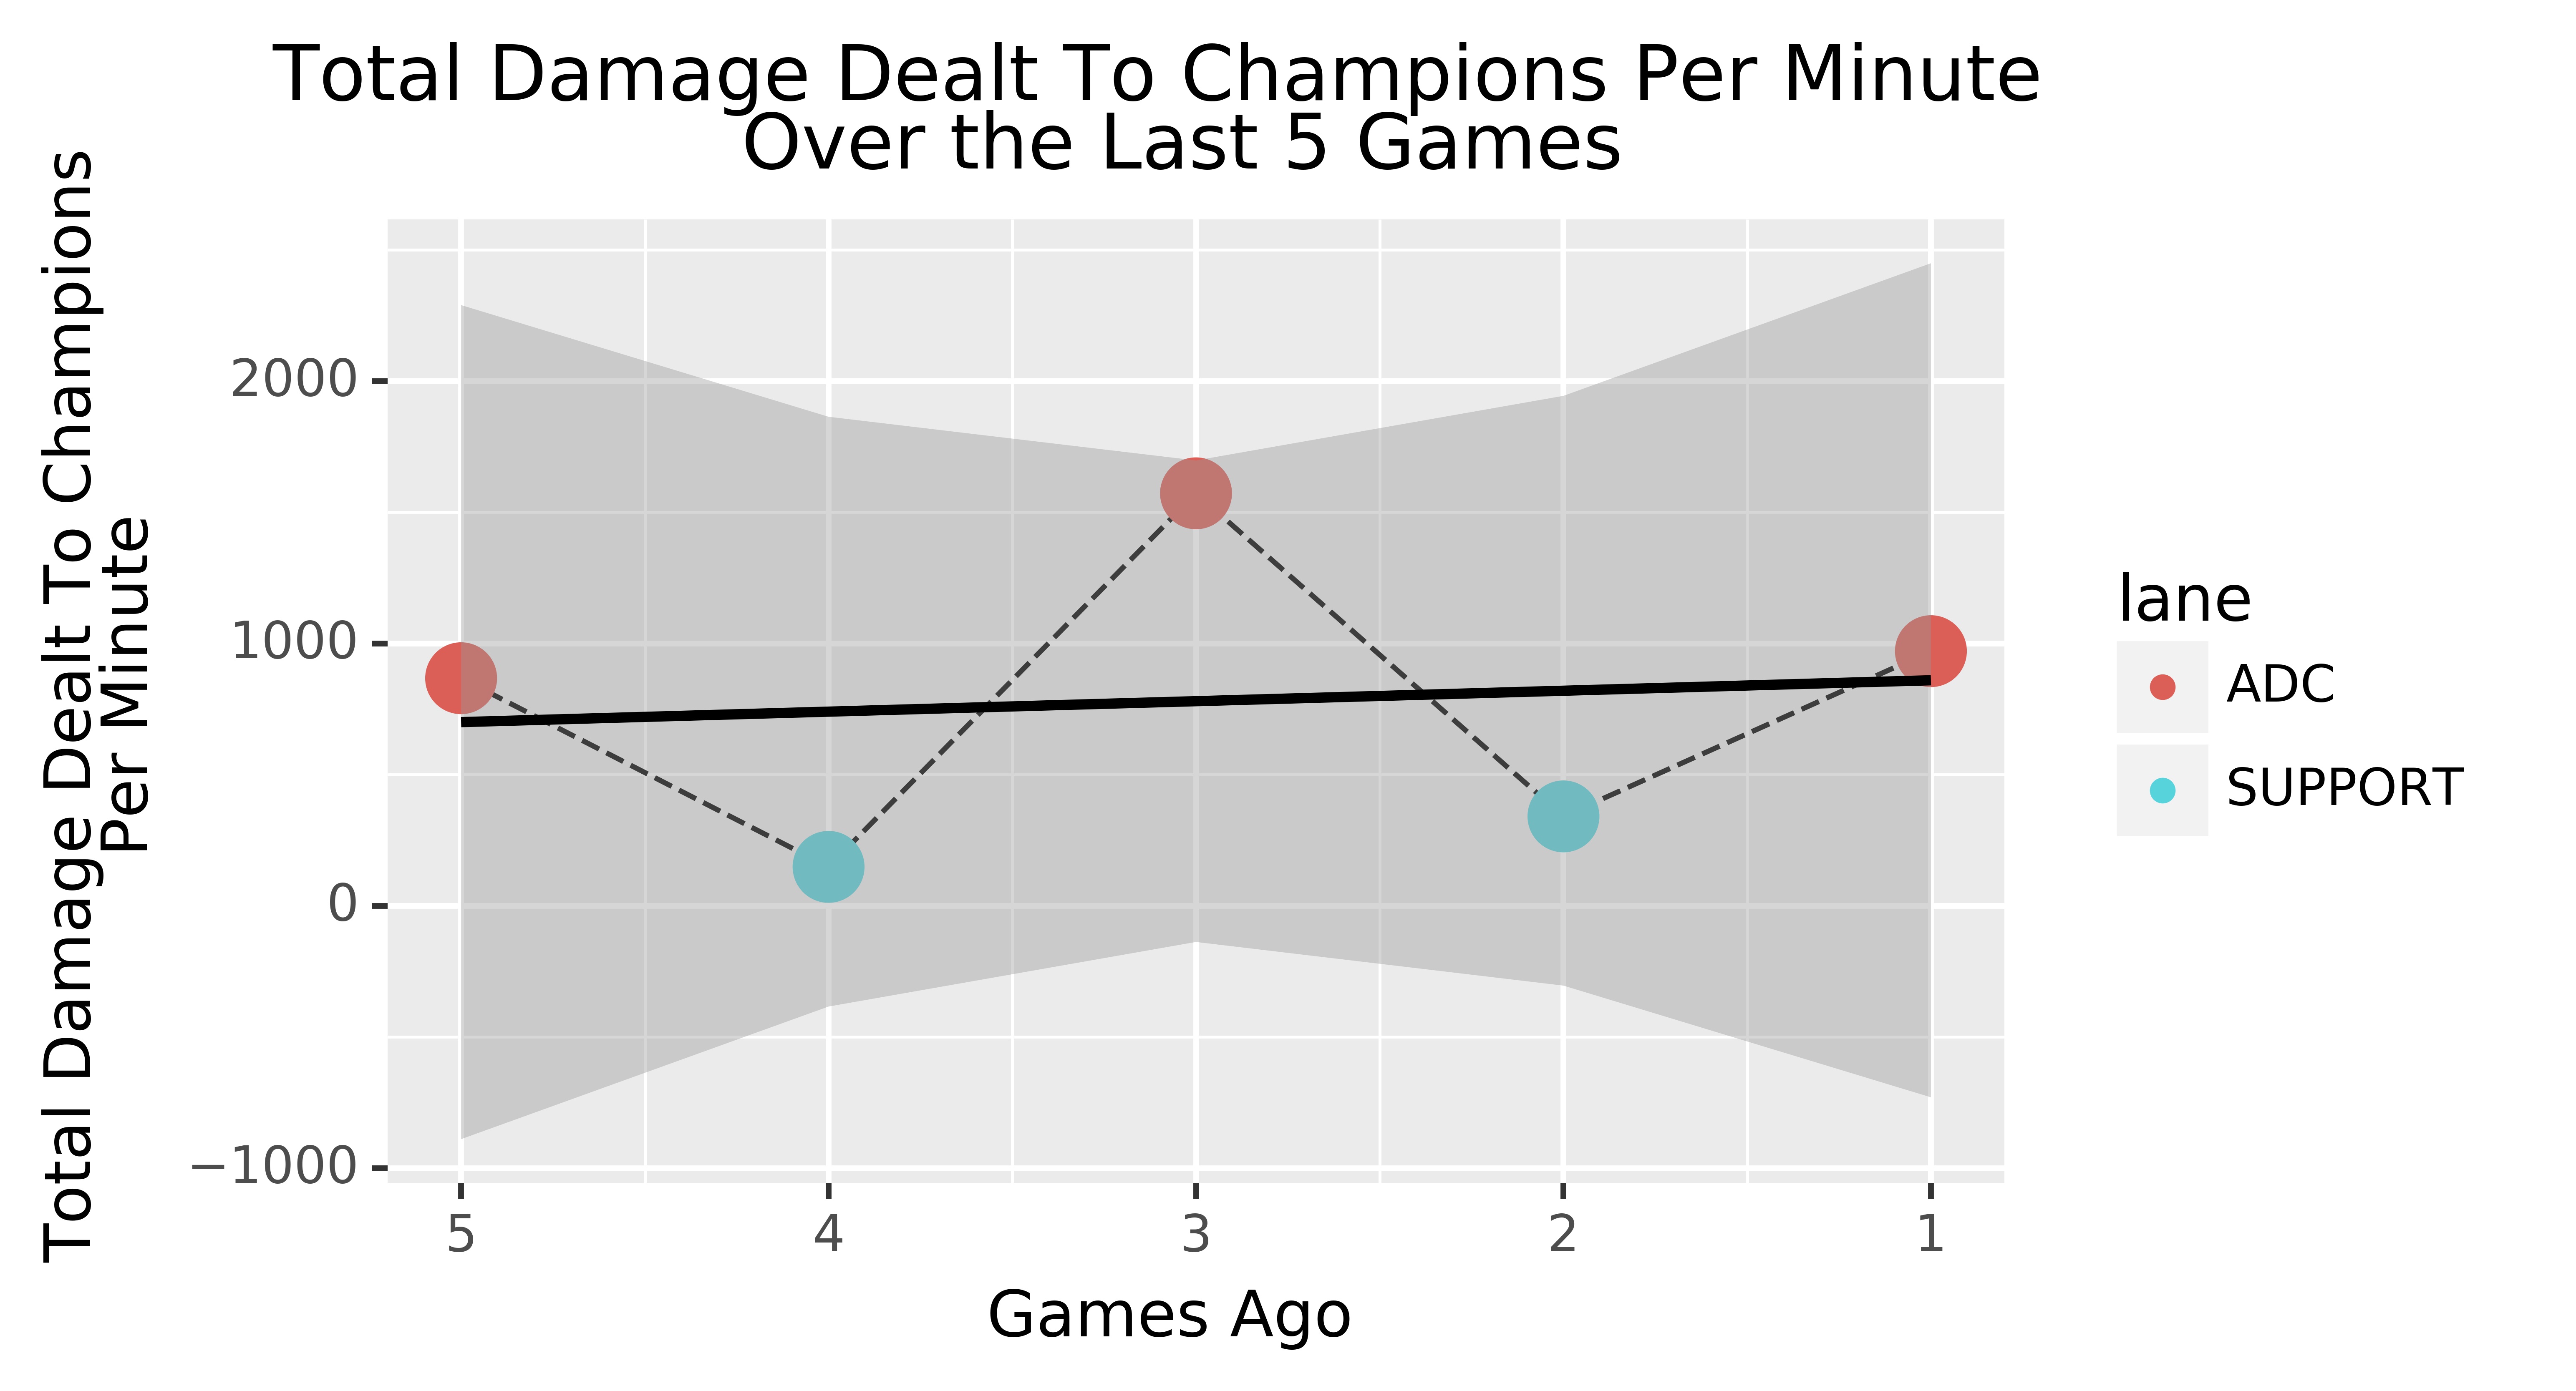 Total Damage Dealt To Champions Per Minute
Over the Last 5 Games
Total Damage Dealt To Champions
Per Minute
2000
1000
0
−1000
5
4
3
2
1
Games Ago
lane
ADC
SUPPORT